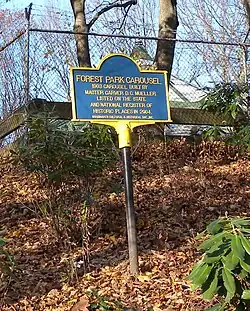 FOREST PARK CAROUSEL
1903 CAROUSEL BUILT BY
MASTER CARVER D.C. MUELLER
LISTED ON THE STATE
AND NATIONAL REGISTER OF
HISTORIC PLACES IN 2004.